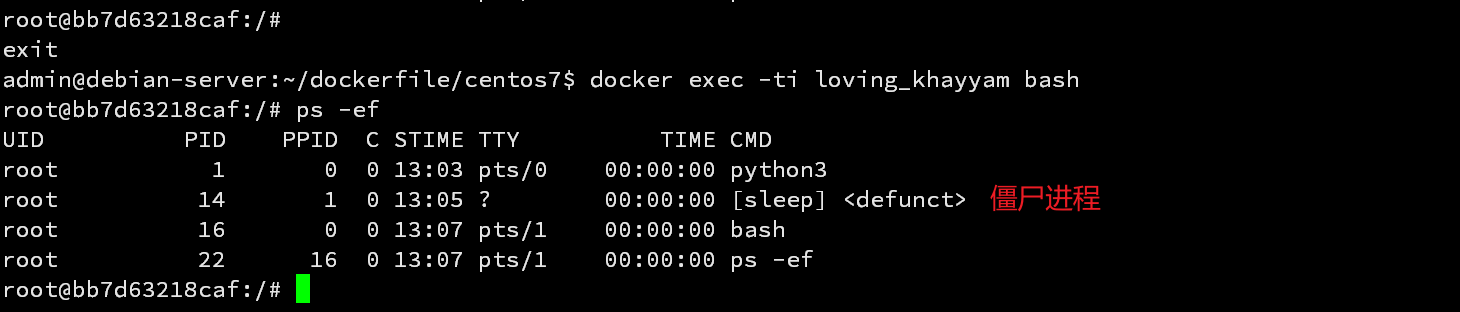 root@bb7d63218caf:/#
exit
admin@debian-server:~/dockerfile/centos7$ docker exec -ti loving_khayyam bash
root@bb7d63218caf:/# ps -ef
UID          PID    PPID  C STIME TTY          TIME CMD
root           1       0  0 13:03 pts/0    00:00:00 python3
root          14       1  0 13:05 ?        00:00:00 [sleep] <defunct> 僵尸进程
root          16       0  0 13:07 pts/1    00:00:00 bash
root          22      16  0 13:07 pts/1    00:00:00 ps -ef
root@bb7d63218caf:/#